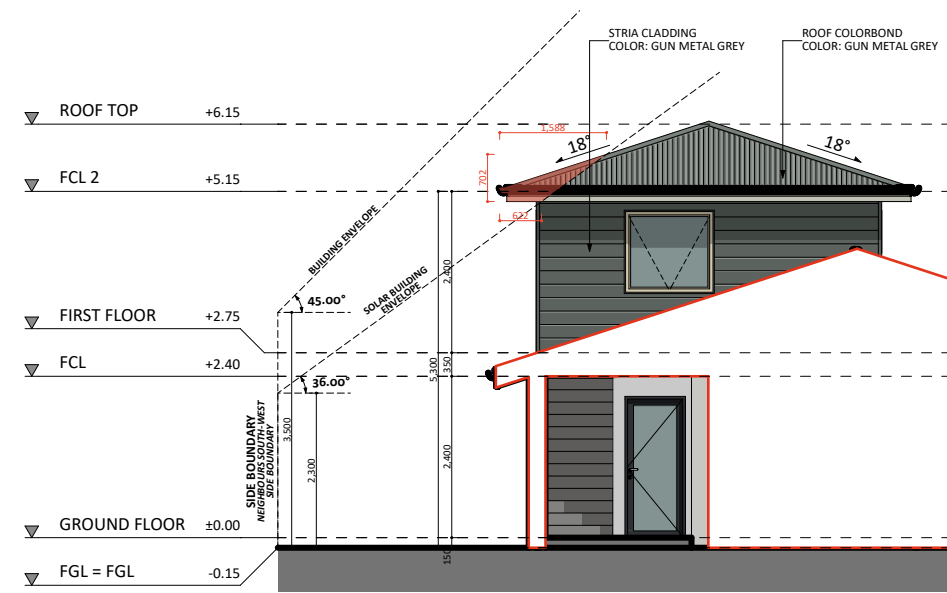 STRIA CLADDING
COLOR: GUN METAL GREY
ROOF COLORBOND
COLOR: GUN METAL GREY
ROOF TOP +6.15
1,588
18°
18°
702
FCL 2 +5.15
622
BUILDING ENVELOPE
SOLAR BUILDING
ENVELOPE
2,400
45.00°
FIRST FLOOR +2.75
FCL +2.40
5,300
350
36.00°
SIDE BOUNDARY
NEIGHBOURS SOUTH-WEST
SIDE BOUNDARY
3,500
2,300
2,400
GROUND FLOOR ±0.00
150
FGL = FGL -0.15